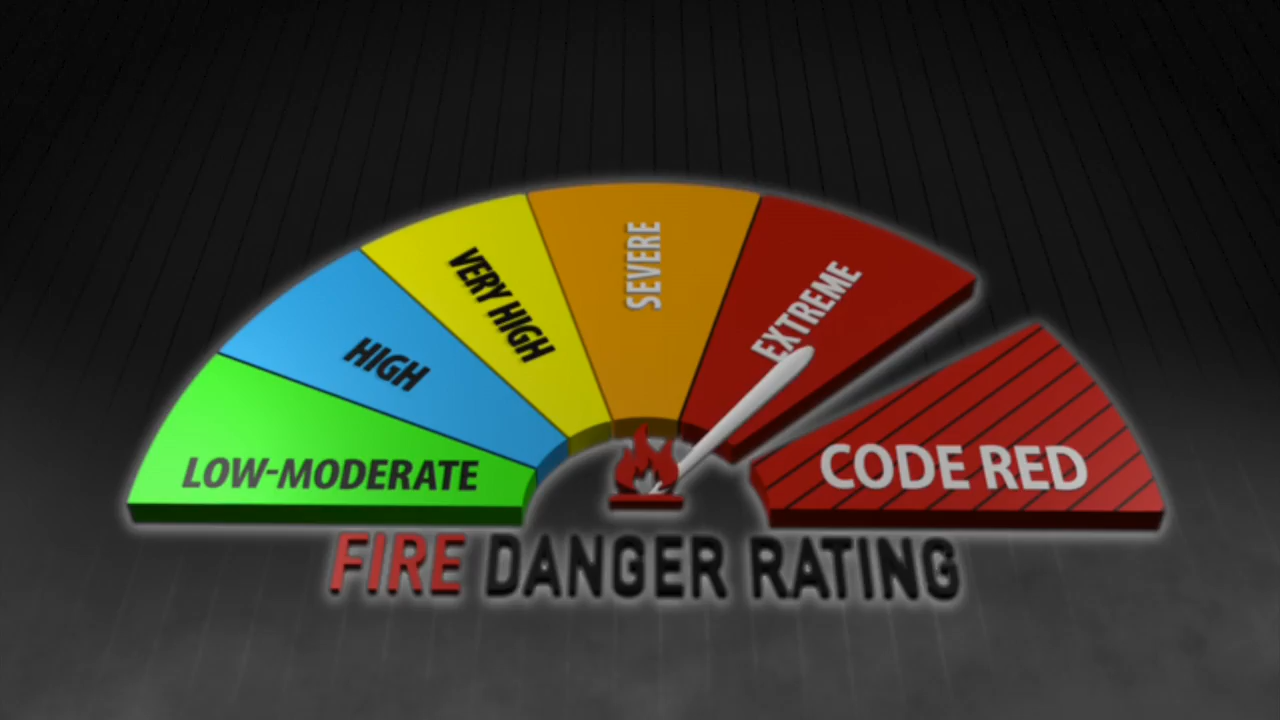 LOW-MODERATE
HIGH
VERY HIGH
SEVERE
EXTREME
CODE RED
FIRE DANGER RATING